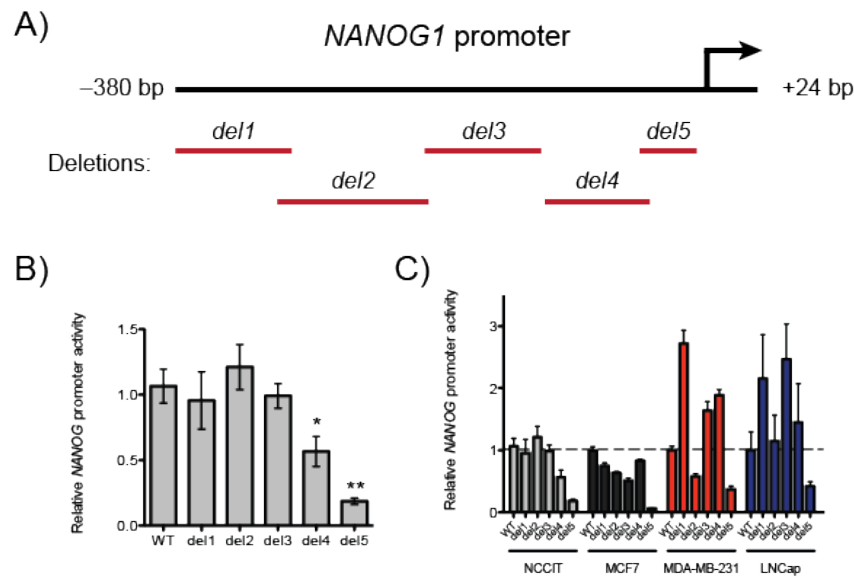 A)
NANOG1 promoter
–380 bp
+24 bp
del1
del3
del5
Deletions:
del2
del4
B)
Relative NANOG promoter activity
1.5
1.0
0.5
0.0
*
**
WT del1 del2 del3 del4 del5
C)
Relative NANOG promoter activity
3
2
1
0
WT del1 del2 del3 del4 del5 WT del1 del2 del3 del4 del5 WT del1 del2 del3 del4 del5 WT del1 del2 del3 del4 del5
NCCIT MCF7 MDA-MB-231 LNCap